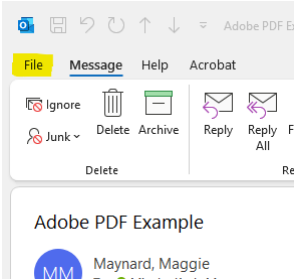 Adobe PDF E
File Message Help Acrobat
Ignore
Junk
Delete Archive Reply Reply
All
Delete Re
Adobe PDF Example
MM Maynard, Maggie